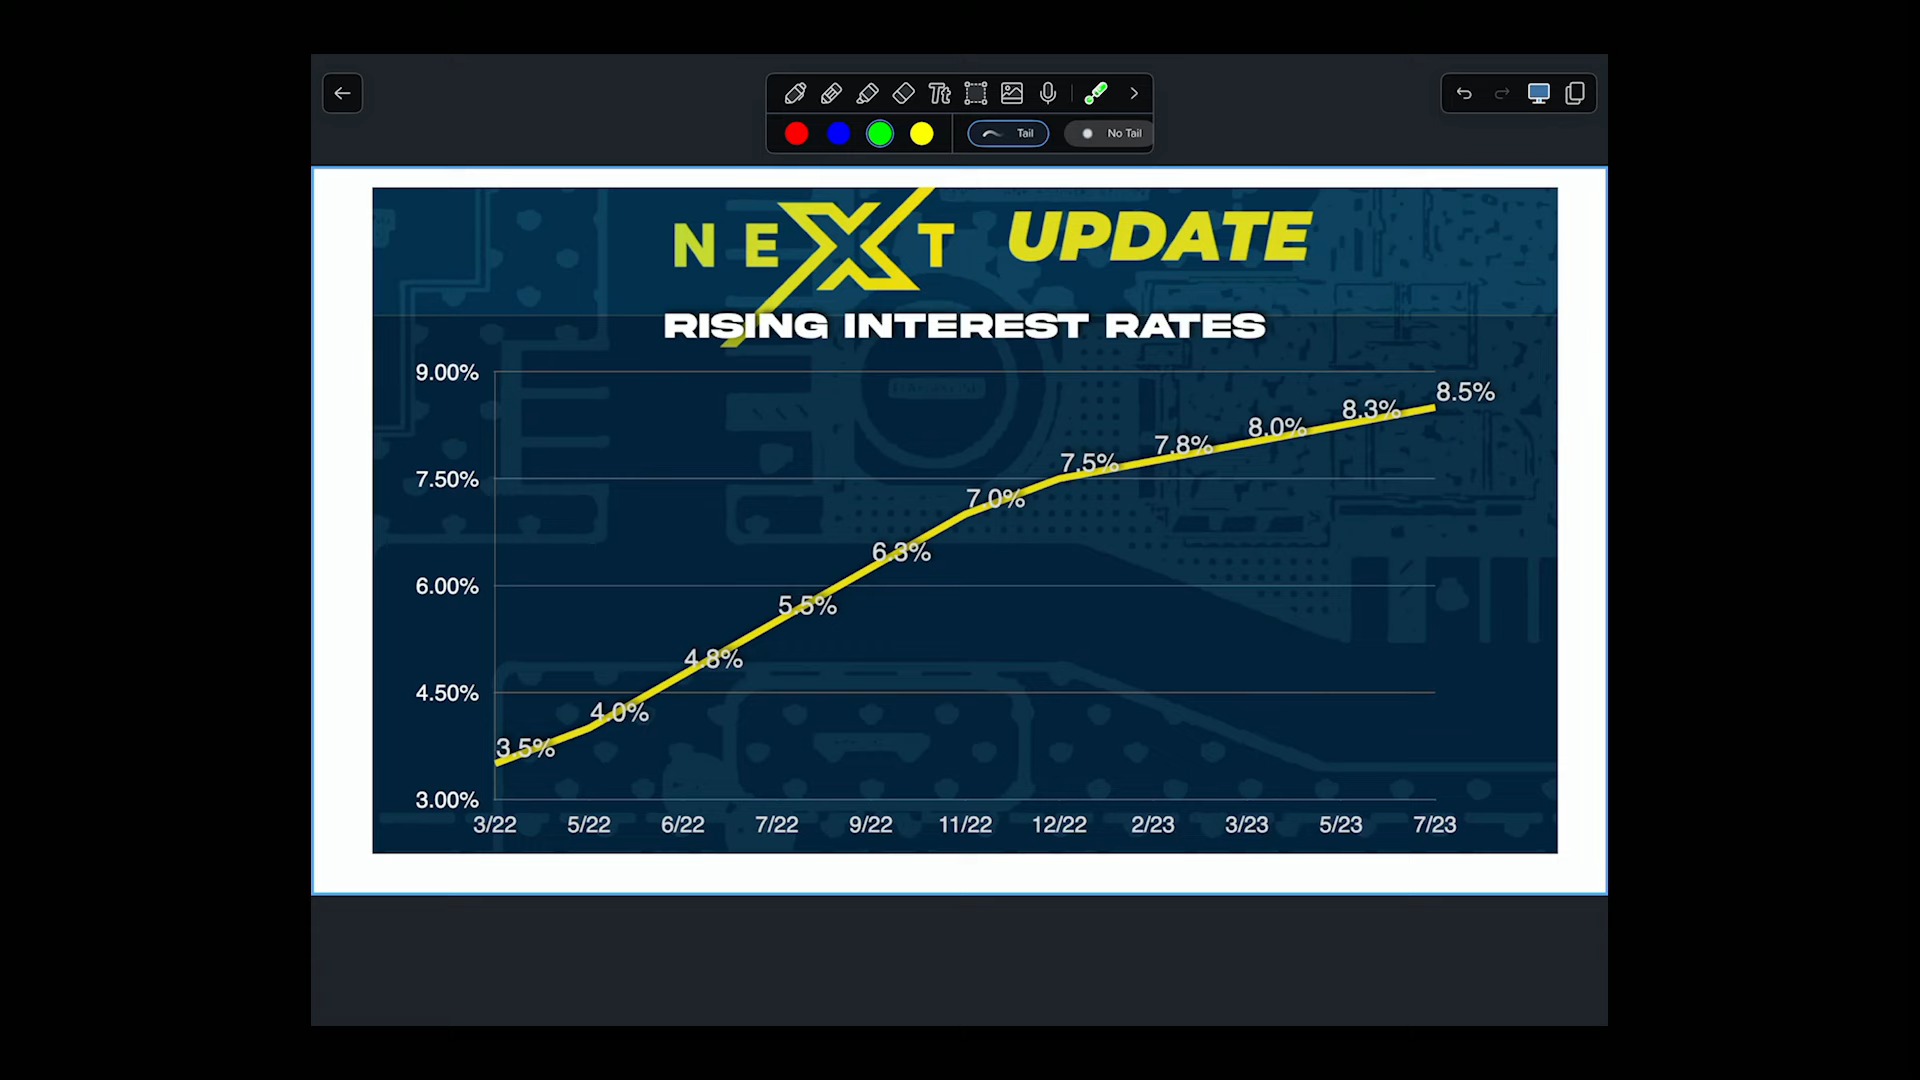 Tt
Tail
No Tail
NEXT UPDATE
RISING INTEREST RATES
9.00%
8.5%
8.3%
8.0%
7.8%
7.5%
7.50%
7.0%
6.3%
6.00%
5.5%
4.8%
4.50%
4.0%
3.5%
3.00%
3/22 5/22 6/22 7/22 9/22 11/22 12/22 2/23 3/23 5/23 7/23